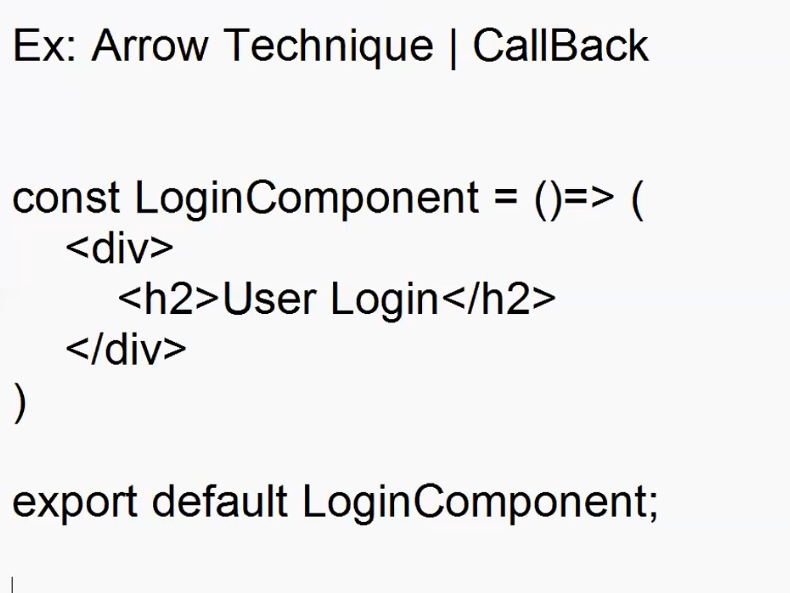 Ex: Arrow Technique | CallBack
const LoginComponent = ()=> (
<div>
<h2>User Login</h2>
</div>
)
export default LoginComponent;